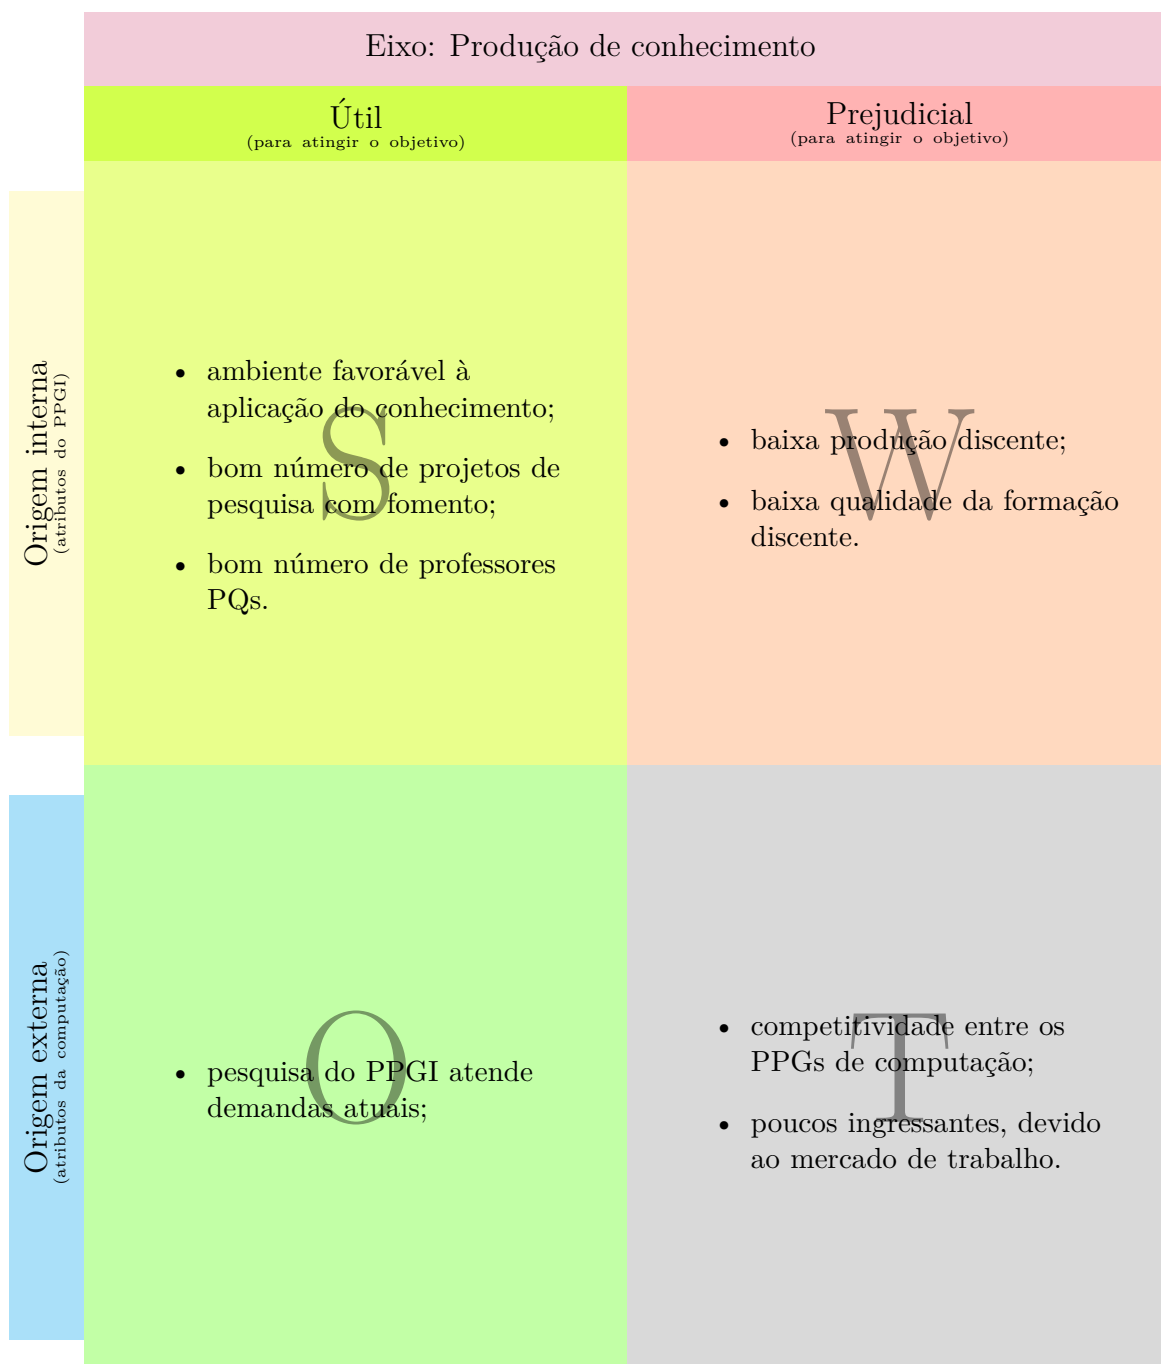 Eixo: Produção de conhecimento
Útil
(para atingir o objetivo)
Prejudicial
(para atingir o objetivo)
Origem interna
(atributos do PPGI)
S
• ambiente favorável à
aplicação do conhecimento;
• bom número de projetos de
pesquisa com fomento;
• bom número de professores
PQs.
W
• baixa produção discente;
• baixa qualidade da formação
discente.
Origem externa
(atributos da computação)
O
• pesquisa do PPGI atende
demandas atuais;
T
• competitividade entre os
PPGs de computação;
• poucos ingressantes, devido
ao mercado de trabalho.